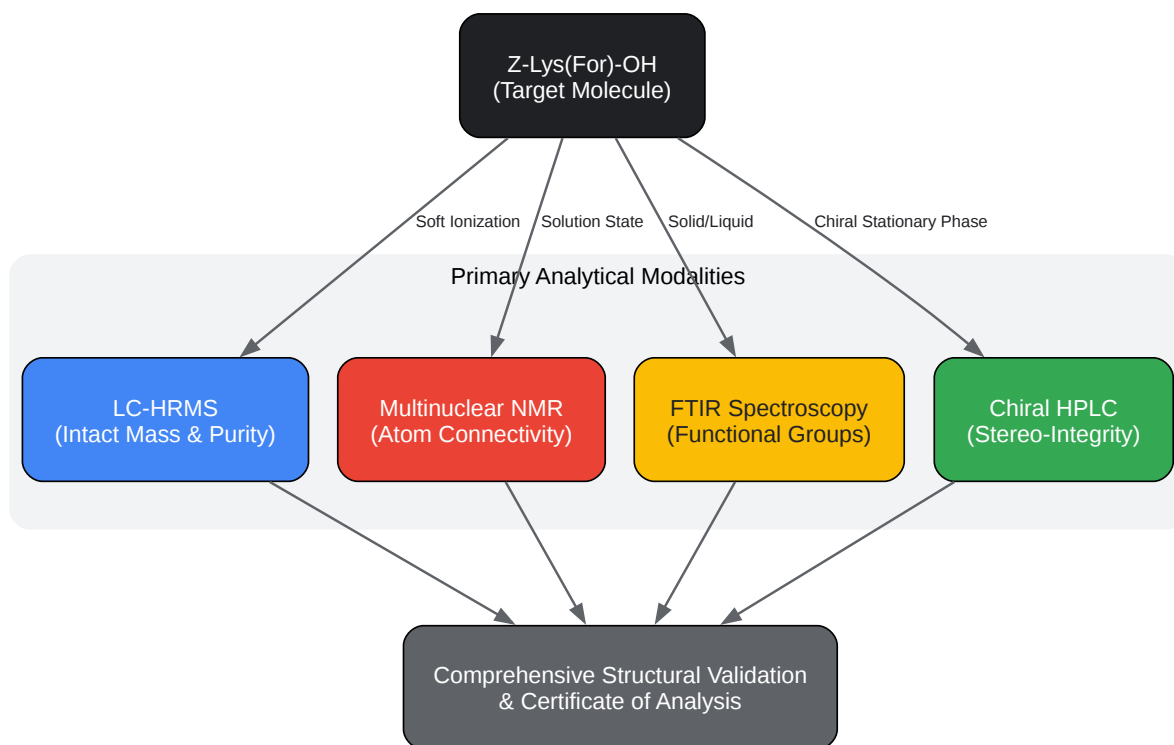 Z-Lys(For)-OH
(Target Molecule)
Soft Ionization
Solution State
Solid/Liquid
Chiral Stationary Phase
Primary Analytical Modalities
LC-HRMS
(Intact Mass & Purity)
Multinuclear NMR
(Atom Connectivity)
FTIR Spectroscopy
(Functional Groups)
Chiral HPLC
(Stereo-Integrity)
Comprehensive Structural Validation
& Certificate of Analysis